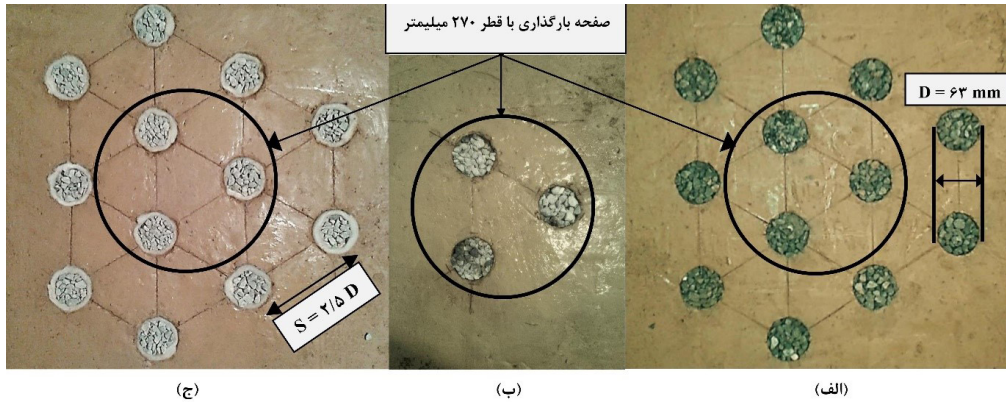 صفحه بارگذاری با قطر ۲۷۰ میلیمتر
D = ۶۳ mm
S = ۲/۵ D
(الف)
(ب)
(ج)